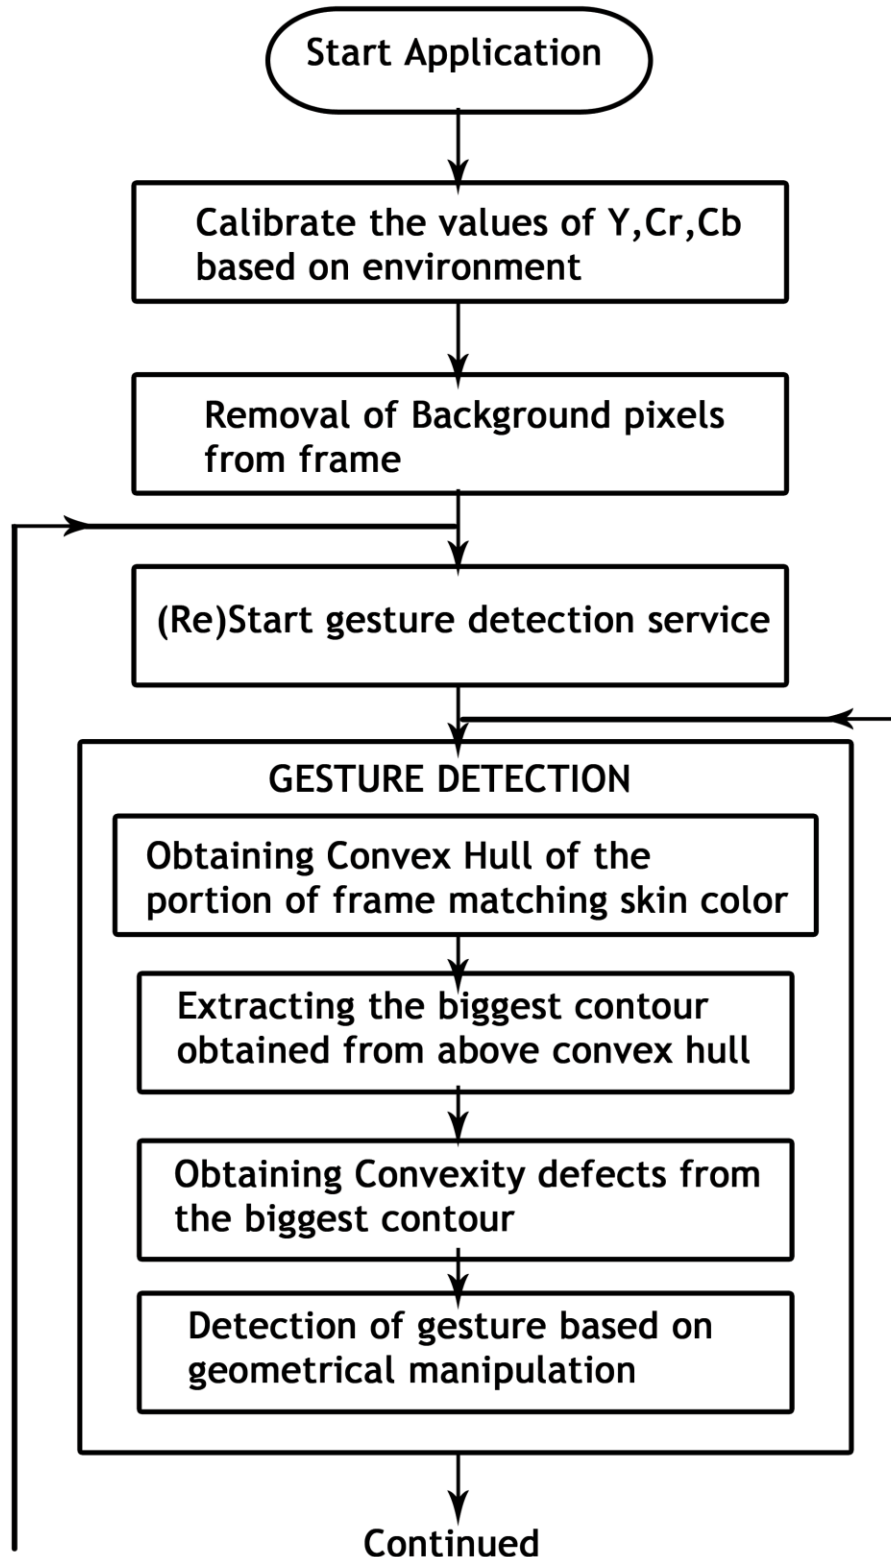 Start Application
Calibrate the values of Y,Cr,Cb
based on environment
Removal of Background pixels
from frame
(Re)Start gesture detection service
GESTURE DETECTION
Obtaining Convex Hull of the
portion of frame matching skin color
Extracting the biggest contour
obtained from above convex hull
Obtaining Convexity defects from
the biggest contour
Detection of gesture based on
geometrical manipulation
Continued